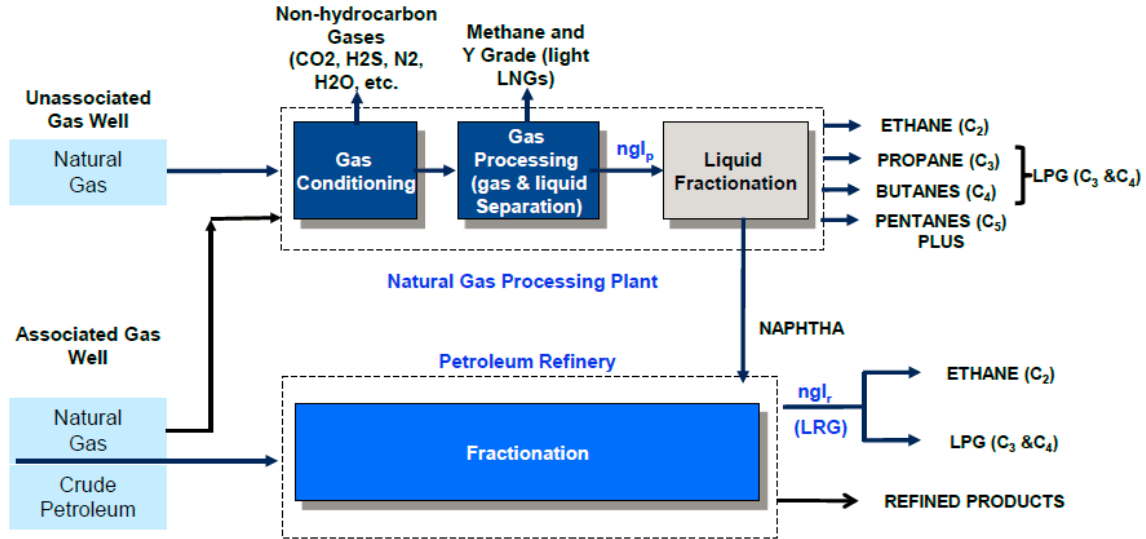 Non-hydrocarbon
Gases
(CO2, H2S, N2,
H2O, etc.
Methane and
Y Grade (light
LNGs)
Unassociated
Gas Well
Natural
Gas
Gas
Conditioning
Gas
Processing
(gas & liquid
Separation)
nglp
Liquid
Fractionation
ETHANE (C2)
PROPANE (C3)
BUTANES (C4)
PENTANES (C5)
PLUS
LPG (C3 &C4)
Natural Gas Processing Plant
Associated Gas
Well
NAPHTHA
Petroleum Refinery
Natural
Gas
Crude
Petroleum
Fractionation
nglr
(LRG)
ETHANE (C2)
LPG (C3 &C4)
REFINED PRODUCTS